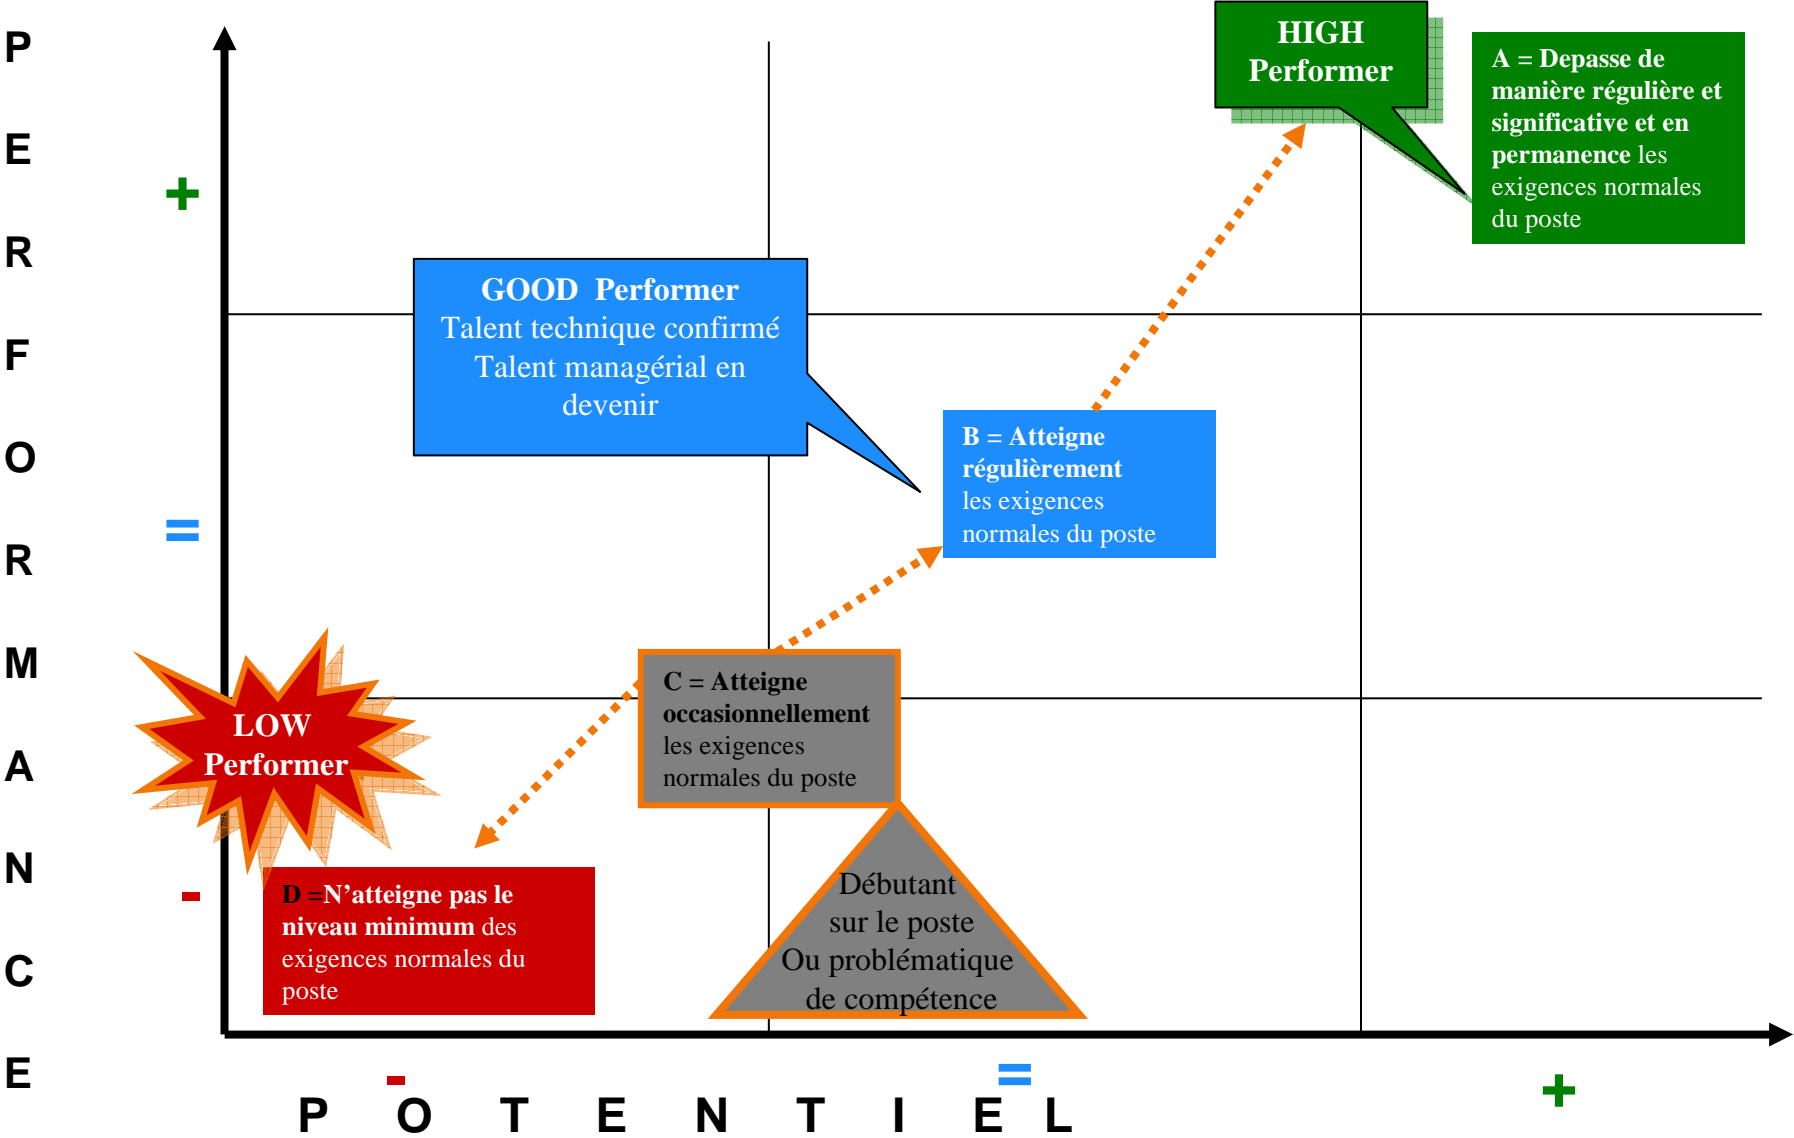 PERFORMANCE
+
=
-
HIGH
Performer
A = Depasse de
manière régulière et
significative et en
permanence les
exigences normales
du poste
GOOD Performer
Talent technique confirmé
Talent managérial en
devenir
B = Atteigne
régulièrement
les exigences
normales du poste
LOW
Performer
C = Atteigne
occasionnellement
les exigences
normales du poste
D =N’atteigne pas le
niveau minimum des
exigences normales du
poste
Débutant
sur le poste
Ou problématique
de compétence
- = +
POTENTIEL